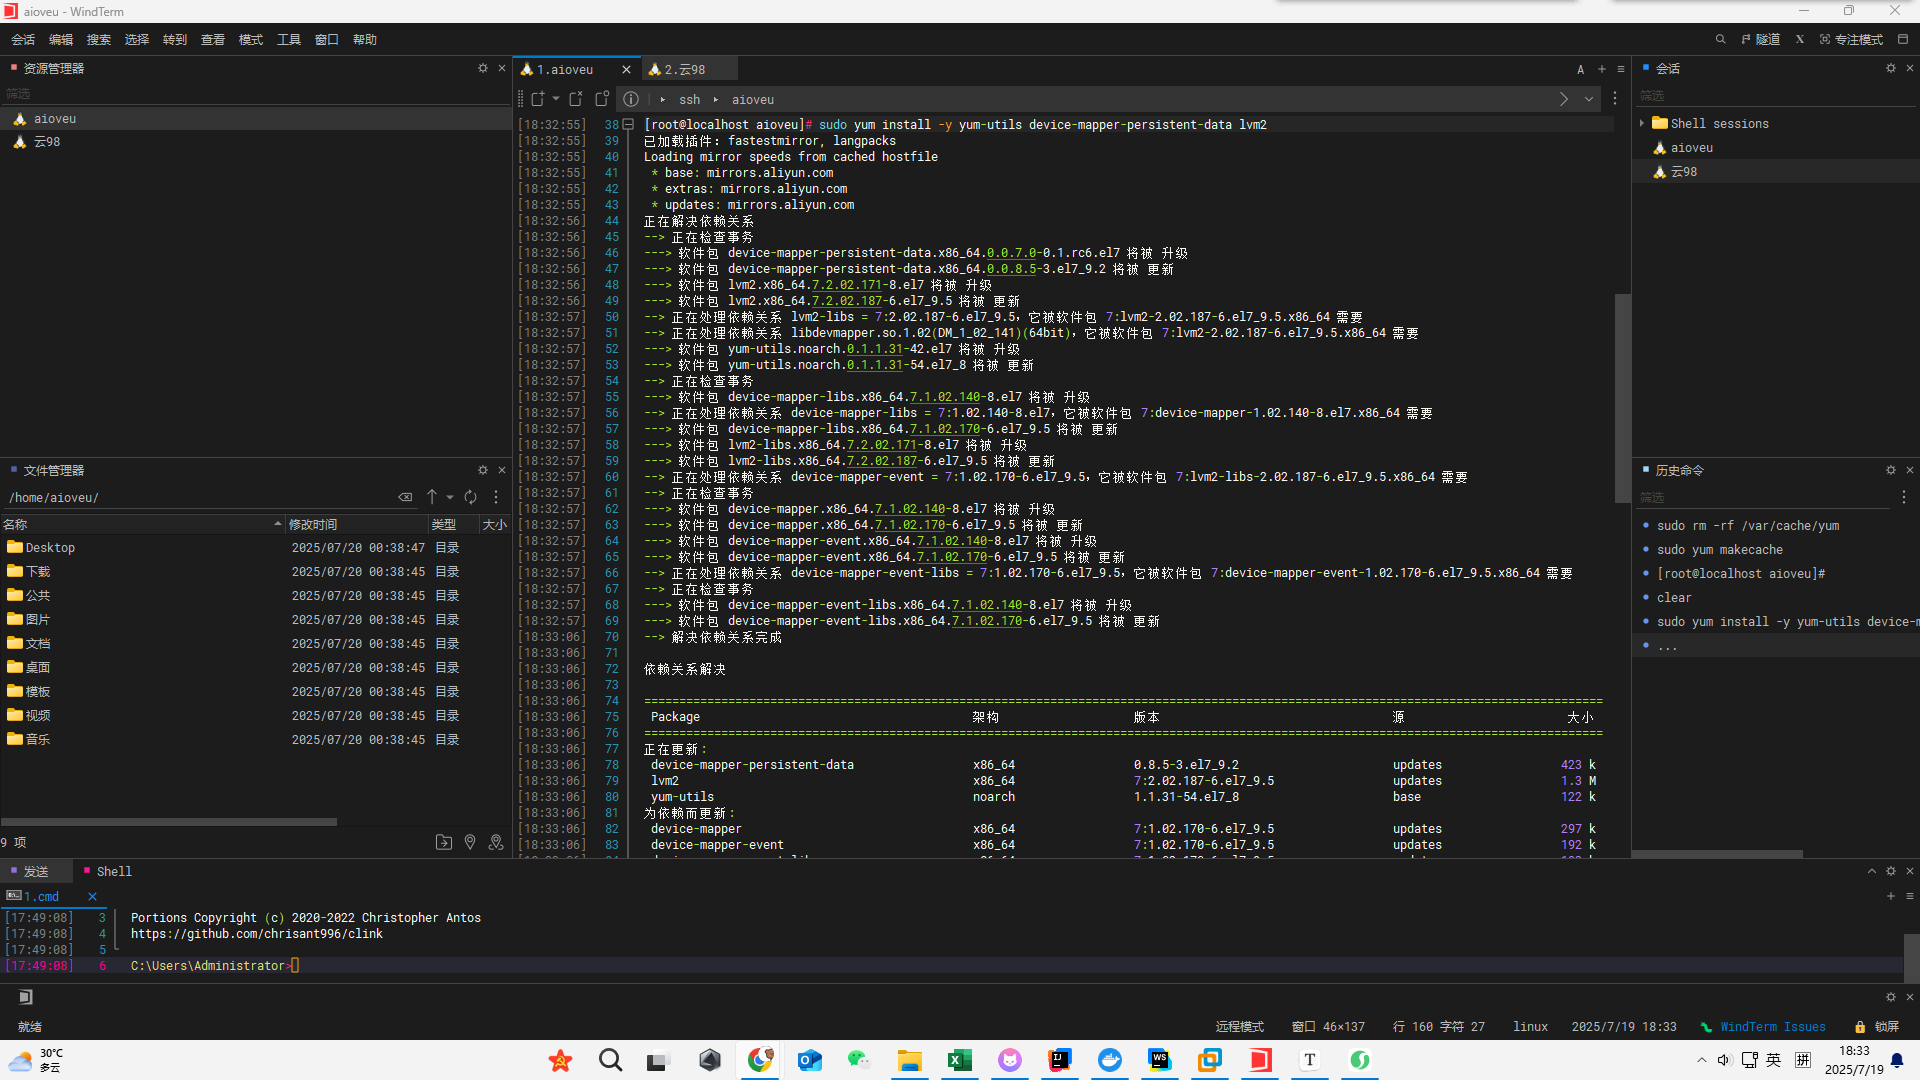 aioveu - WindTerm
会话 编辑 搜索 选择 转到 查看 模式 工具 窗口 帮助
隧道 X 专注模式
资源管理器
筛选
aioveu
云98
文件管理器
/home/aioveu/
名称 修改时间 类型 大小
Desktop 2025/07/20 00:38:47 目录
下载 2025/07/20 00:38:45 目录
公共 2025/07/20 00:38:45 目录
图片 2025/07/20 00:38:45 目录
文档 2025/07/20 00:38:45 目录
桌面 2025/07/20 00:38:45 目录
模板 2025/07/20 00:38:45 目录
视频 2025/07/20 00:38:45 目录
音乐 2025/07/20 00:38:45 目录
9 项
1.aioveu 2.云98
A
ssh aioveu
[18:32:55] 38 [root@localhost aioveu]# sudo yum install -y yum-utils device-mapper-persistent-data lvm2
[18:32:55] 39 已加载插件：fastestmirror, langpacks
[18:32:55] 40 Loading mirror speeds from cached hostfile
[18:32:55] 41 * base: mirrors.aliyun.com
[18:32:55] 42 * extras: mirrors.aliyun.com
[18:32:55] 43 * updates: mirrors.aliyun.com
[18:32:56] 44 正在解决依赖关系
[18:32:56] 45 --> 正在检查事务
[18:32:56] 46 ---> 软件包 device-mapper-persistent-data.x86_64.0.0.7.0-0.1.rc6.el7 将被 升级
[18:32:56] 47 ---> 软件包 device-mapper-persistent-data.x86_64.0.0.8.5-3.el7_9.2 将被 更新
[18:32:56] 48 ---> 软件包 lvm2.x86_64.7.2.02.171-8.el7 将被 升级
[18:32:56] 49 ---> 软件包 lvm2.x86_64.7.2.02.187-6.el7_9.5 将被 更新
[18:32:56] 50 --> 正在处理依赖关系 lvm2-libs = 7:2.02.187-6.el7_9.5，它被软件包 7:lvm2-2.02.187-6.el7_9.5.x86_64 需要
[18:32:57] 51 --> 正在处理依赖关系 libdevmapper.so.1.02(DM_1_02_141)(64bit)，它被软件包 7:lvm2-2.02.187-6.el7_9.5.x86_64 需要
[18:32:57] 52 ---> 软件包 yum-utils.noarch.0.1.1.31-42.el7 将被 升级
[18:32:57] 53 ---> 软件包 yum-utils.noarch.0.1.1.31-54.el7_8 将被 更新
[18:32:57] 54 --> 正在检查事务
[18:32:57] 55 ---> 软件包 device-mapper-libs.x86_64.7.1.02.140-8.el7 将被 升级
[18:32:57] 56 --> 正在处理依赖关系 device-mapper-libs = 7:1.02.140-8.el7，它被软件包 7:device-mapper-1.02.140-8.el7.x86_64 需要
[18:32:57] 57 ---> 软件包 device-mapper-libs.x86_64.7.1.02.170-6.el7_9.5 将被 更新
[18:32:57] 58 ---> 软件包 lvm2-libs.x86_64.7.2.02.171-8.el7 将被 升级
[18:32:57] 59 ---> 软件包 lvm2-libs.x86_64.7.2.02.187-6.el7_9.5 将被 更新
[18:32:57] 60 --> 正在处理依赖关系 device-mapper-event = 7:1.02.170-6.el7_9.5，它被软件包 7:lvm2-libs-2.02.187-6.el7_9.5.x86_64 需要
[18:32:57] 61 --> 正在检查事务
[18:32:57] 62 ---> 软件包 device-mapper.x86_64.7.1.02.140-8.el7 将被 升级
[18:32:57] 63 ---> 软件包 device-mapper.x86_64.7.1.02.170-6.el7_9.5 将被 更新
[18:32:57] 64 ---> 软件包 device-mapper-event.x86_64.7.1.02.140-8.el7 将被 升级
[18:32:57] 65 ---> 软件包 device-mapper-event.x86_64.7.1.02.170-6.el7_9.5 将被 更新
[18:32:57] 66 --> 正在处理依赖关系 device-mapper-event-libs = 7:1.02.170-6.el7_9.5，它被软件包 7:device-mapper-event-1.02.170-6.el7_9.5.x86_64 需要
[18:32:57] 67 --> 正在检查事务
[18:32:57] 68 ---> 软件包 device-mapper-event-libs.x86_64.7.1.02.140-8.el7 将被 升级
[18:32:57] 69 ---> 软件包 device-mapper-event-libs.x86_64.7.1.02.170-6.el7_9.5 将被 更新
[18:33:06] 70 --> 解决依赖关系完成
[18:33:06] 71
[18:33:06] 72 依赖关系解决
[18:33:06] 73
[18:33:06] 74 =====
[18:33:06] 75 Package 架构 版本 源 大小
[18:33:06] 76 =====
[18:33:06] 77 正在更新:
[18:33:06] 78 device-mapper-persistent-data x86_64 0.8.5-3.el7_9.2 updates 423 k
[18:33:06] 79 lvm2 x86_64 7:2.02.187-6.el7_9.5 updates 1.3 M
[18:33:06] 80 yum-utils noarch 1.1.31-54.el7_8 base 122 k
[18:33:06] 81 为依赖而更新:
[18:33:06] 82 device-mapper x86_64 7:1.02.170-6.el7_9.5 updates 297 k
[18:33:06] 83 device-mapper-event x86_64 7:1.02.170-6.el7_9.5 updates 192 k
会话
筛选
Shell sessions
aioveu
云98
历史命令
筛选
sudo rm -rf /var/cache/yum
sudo yum makecache
[root@localhost aioveu]#
clear
sudo yum install -y yum-utils device-m
...
发送 Shell
1.cmd
[17:49:08] 3 Portions Copyright (c) 2020-2022 Christopher Antos
[17:49:08] 4 https://github.com/chrisant996/clink
[17:49:08] 5
[17:49:08] 6 C:\Users\Administrator>
就绪 远程模式 窗口 46×137 行 160 字符 27 linux 2025/7/19 18:33 WindTerm Issues 锁屏
30℃
多云
英 拼
18:33
2025/7/19